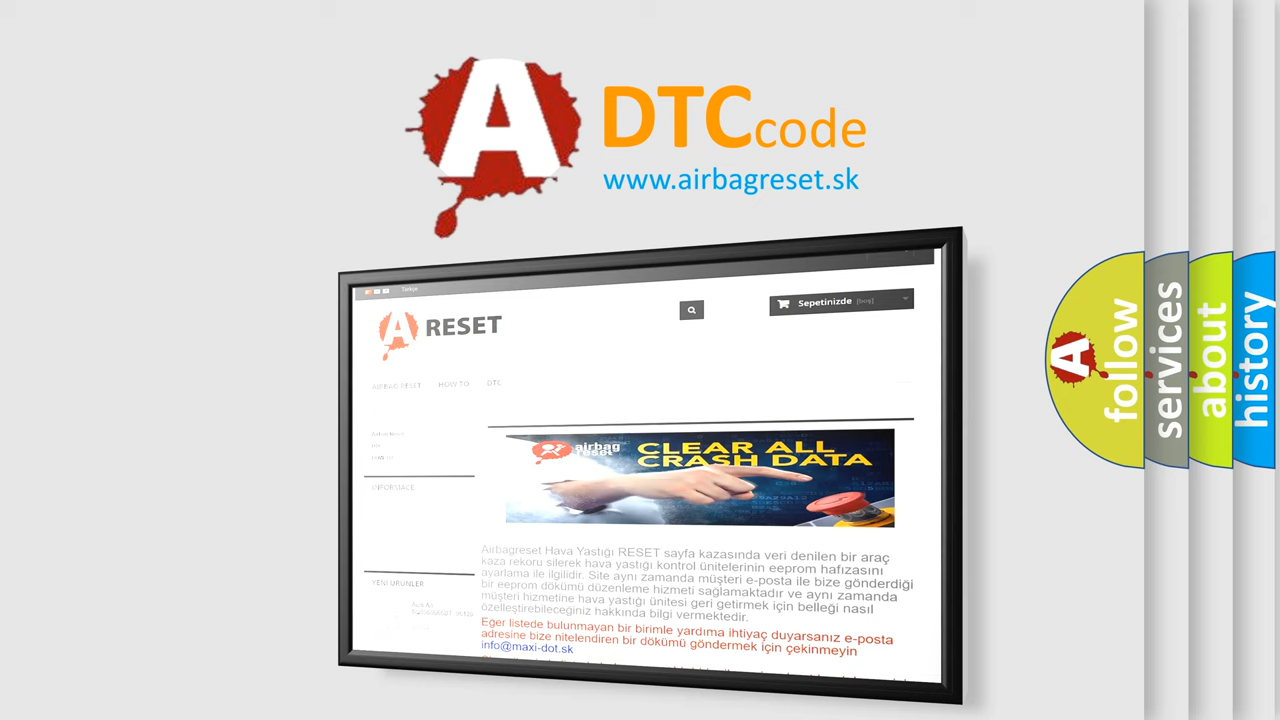 A DTCcode
www.airbagreset.sk
Türkçe
A RESET
Sepetinizde [boş]
AIRBAG RESET HOW TO DTC
airbag
reset
CLEAR ALL
CRASH DATA
INFORMACE
Airbagreset Hava Yastığı RESET sayfa kazasında veri denilen bir araç
kaza rekoru silerek hava yastığı kontrol ünitelerinin eeprom hafızasını
ayarlama ile ilgilidir. Site aynı zamanda müşteri e-posta ile bize gönderdiği
bir eeprom dökümü düzenleme hizmeti sağlamaktadır ve aynı zamanda
müşteri hizmetine hava yastığı ünitesi geri getirmek için belleği nasıl
özelleştirebileceğiniz hakkında bilgi vermektedir.
Eğer listede bulunmayan bir birimle yardıma ihtiyaç duyarsanız e-posta
adresine bize nitelendiren bir dökümü göndermek için çekinmeyin
info@maxi-dot.sk
YENI ÜRÜNLER
A follow
services
about
history